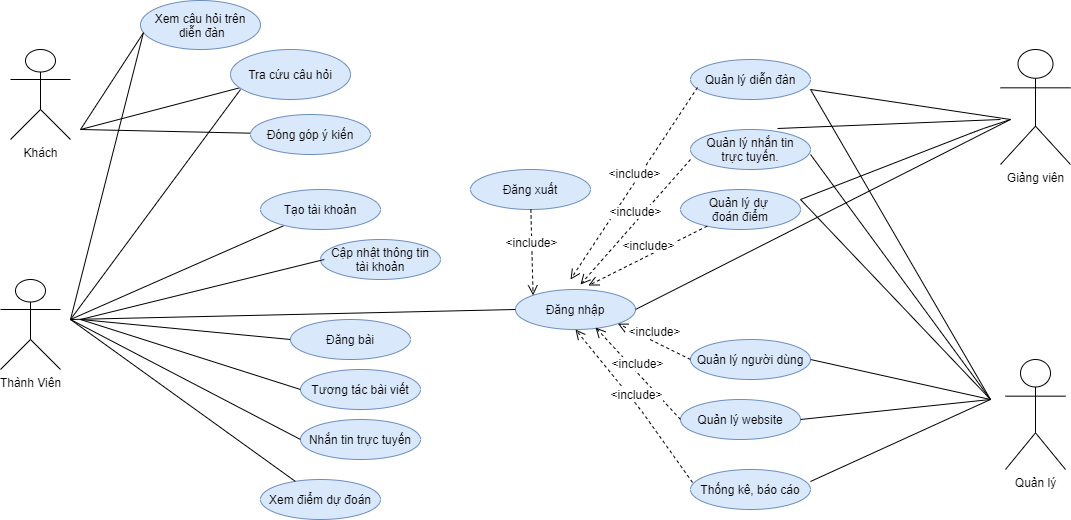 Xem câu hỏi trên
diễn đàn
Tra cứu câu hỏi
Đóng góp ý kiến
Khách
Tạo tài khoản
Cập nhật thông tin
tài khoản
Thành Viên
Đăng bài
Tương tác bài viết
Nhắn tin trực tuyến
Xem điểm dự đoán
Đăng xuất
<include>
Đăng nhập
Quản lý diễn đàn
<include>
Quản lý nhắn tin
trực tuyến.
<include>
Quản lý dự
đoán điểm
<include>
Giảng viên
<include>
Quản lý người dùng
<include>
Quản lý website
<include>
Thống kê, báo cáo
Quản lý